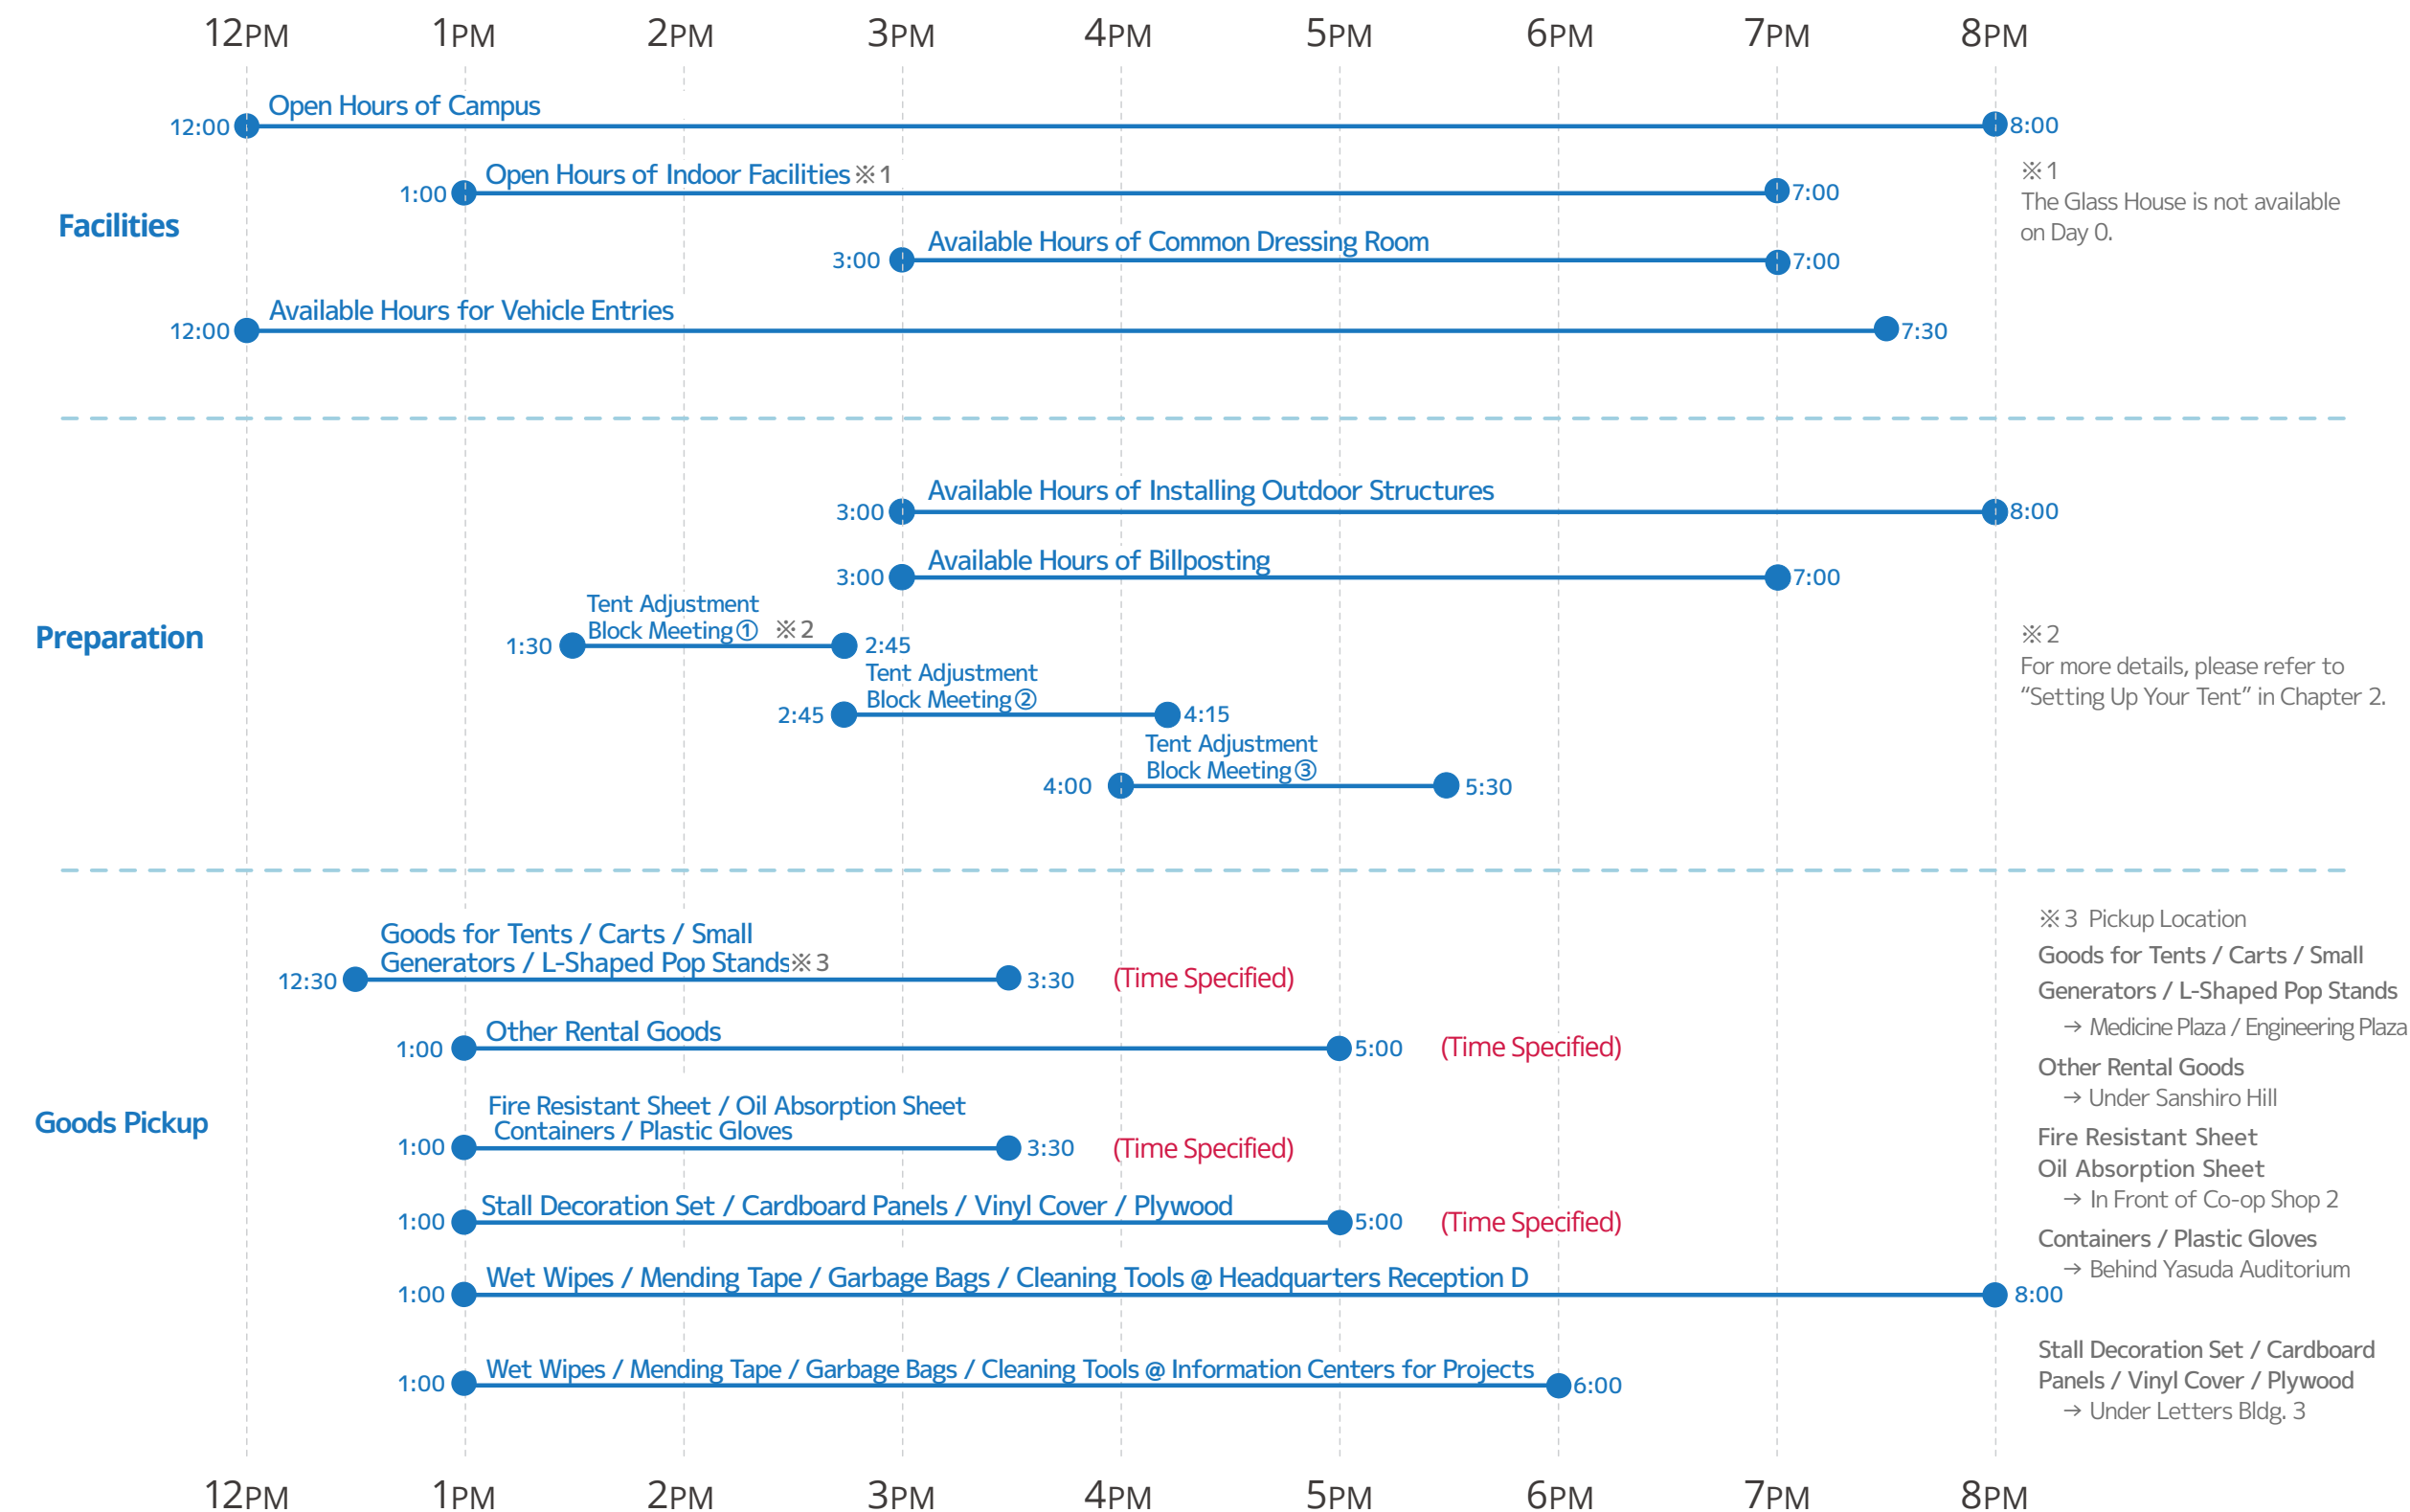 12PM 1PM 2PM 3PM 4PM 5PM 6PM 7PM 8PM
Facilities
Open Hours of Campus
12:00 8:00
Open Hours of Indoor Facilities※1
1:00 7:00
Available Hours of Common Dressing Room
3:00 7:00
Available Hours for Vehicle Entries
12:00 7:30
※1
The Glass House is not available
on Day 0.
Preparation
Available Hours of Installing Outdoor Structures
3:00 8:00
Available Hours of Billposting
3:00 7:00
Tent Adjustment
Block Meeting① ※2
1:30 2:45
Tent Adjustment
Block Meeting②
2:45 4:15
Tent Adjustment
Block Meeting③
4:00 5:30
※2
For more details, please refer to
“Setting Up Your Tent” in Chapter 2.
Goods Pickup
Goods for Tents / Carts / Small
Generators / L-Shaped Pop Stands※3
12:30 3:30 (Time Specified)
Other Rental Goods
1:00 5:00 (Time Specified)
Fire Resistant Sheet / Oil Absorption Sheet
Containers / Plastic Gloves
1:00 3:30 (Time Specified)
Stall Decoration Set / Cardboard Panels / Vinyl Cover / Plywood
1:00 5:00 (Time Specified)
Wet Wipes / Mending Tape / Garbage Bags / Cleaning Tools @ Headquarters Reception D
1:00 8:00
Wet Wipes / Mending Tape / Garbage Bags / Cleaning Tools @ Information Centers for Projects
1:00 6:00
※3 Pickup Location
Goods for Tents / Carts / Small
Generators / L-Shaped Pop Stands
→ Medicine Plaza / Engineering Plaza
Other Rental Goods
→ Under Sanshiro Hill
Fire Resistant Sheet
Oil Absorption Sheet
→ In Front of Co-op Shop 2
Containers / Plastic Gloves
→ Behind Yasuda Auditorium
Stall Decoration Set / Cardboard
Panels / Vinyl Cover / Plywood
→ Under Letters Bldg. 3
12PM 1PM 2PM 3PM 4PM 5PM 6PM 7PM 8PM